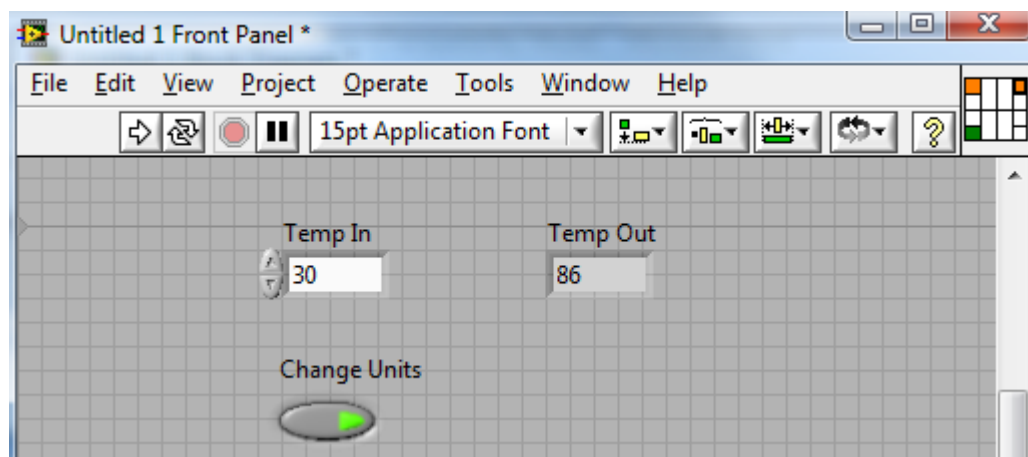 Untitled 1 Front Panel *
File Edit View Project Operate Tools Window Help
15pt Application Font
Temp In Temp Out
30 86
Change Units